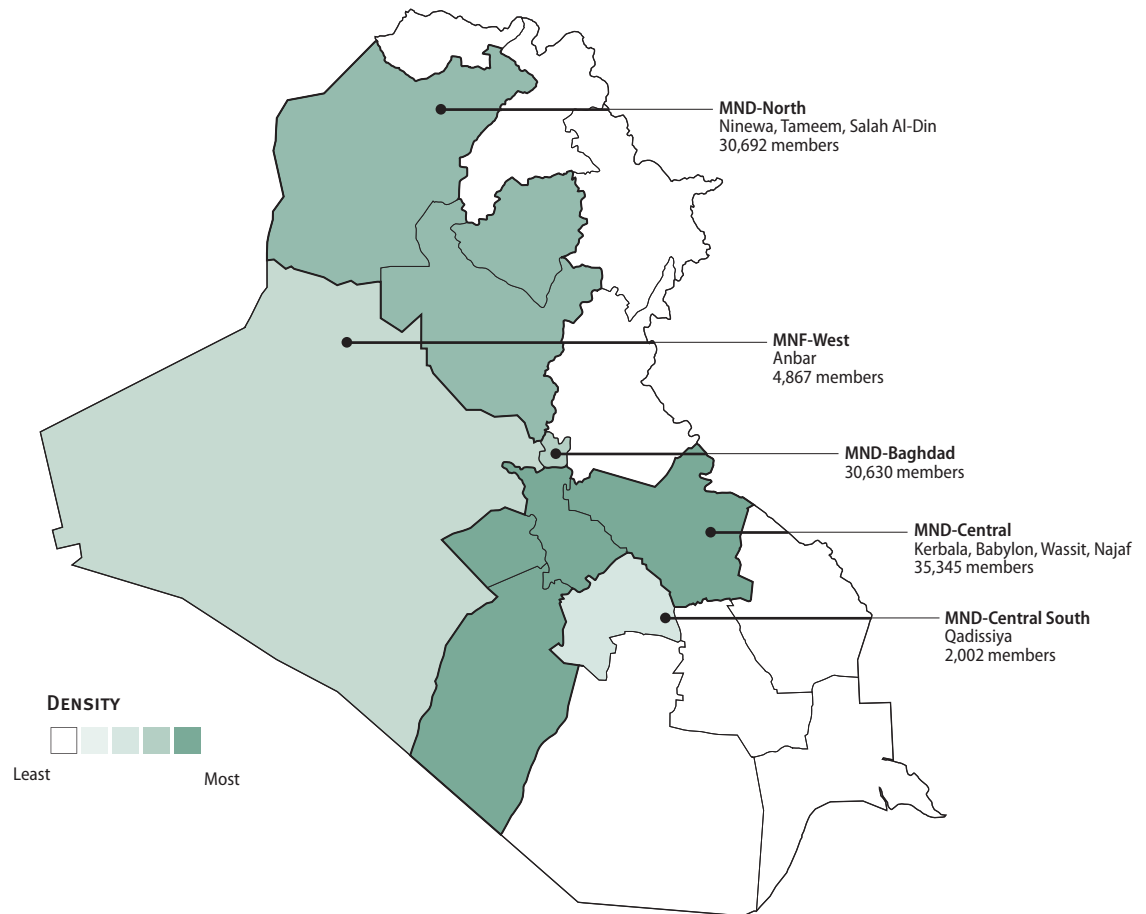 MND-North
Ninewa, Tameem, Salah Al-Din
30,692 members
MNF-West
Anbar
4,867 members
MND-Baghdad
30,630 members
MND-Central
Kerbala, Babylon, Wassit, Najaf
35,345 members
MND-Central South
Qadissiya
2,002 members
DENSITY
Least
Most